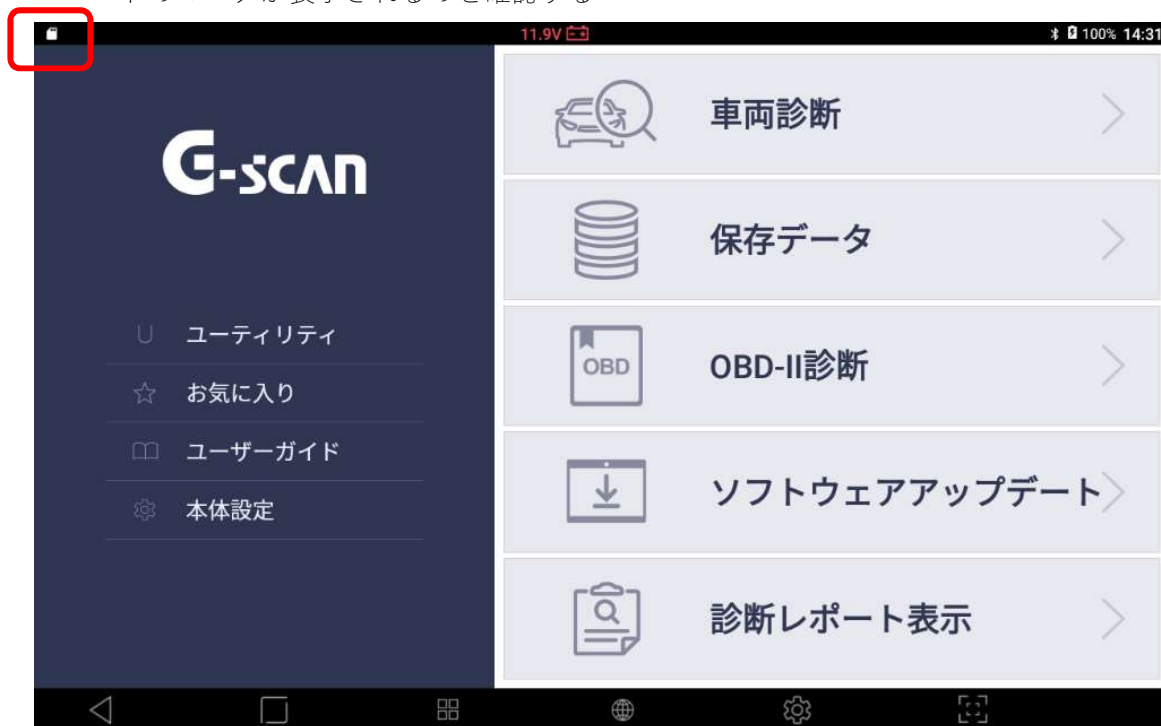 11.9V
100% 14:31
G-scan
ユーティリティ
お気に入り
ユーザーガイド
本体設定
車両診断
保存データ
OBD
OBD-II診断
ソフトウェアアップデート
診断レポート表示